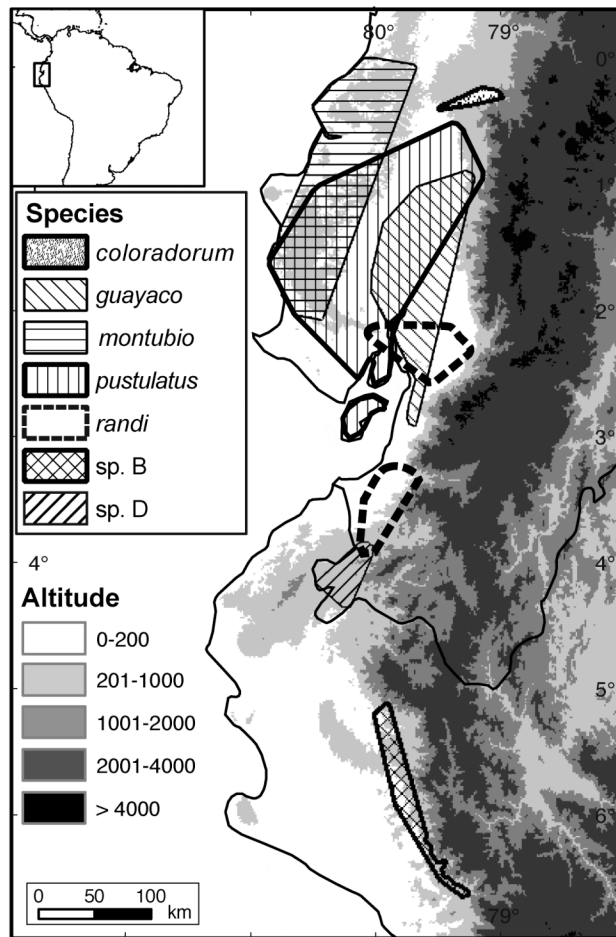 80° 79°
0°
1°
Species
coloradorum
guayaco
montubio
2°
pustulatus
randi
3°
sp. B
sp. D
4° 4°
Altitude
0-200
201-1000
5°
1001-2000
2001-4000
> 4000
6°
0 50 100
km
79°